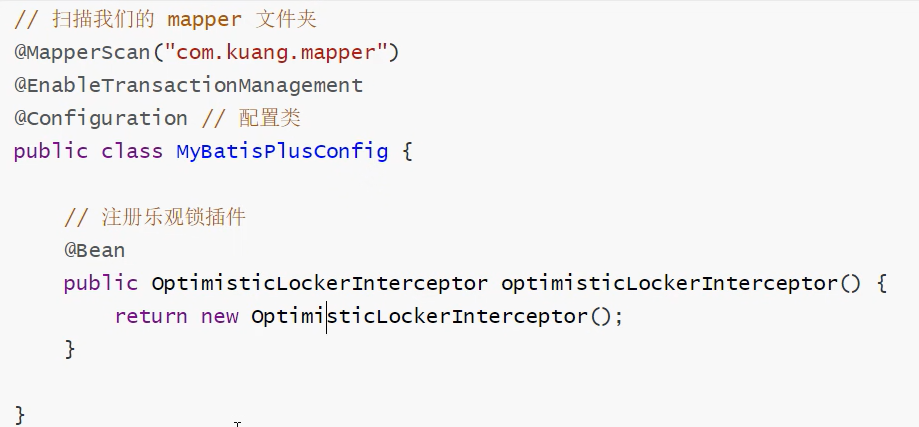 // 扫描我们的 mapper 文件夹
@MapperScan("com.kuang.mapper")
@EnableTransactionManagement
@Configuration // 配置类
public class MyBatisPlusConfig {
// 注册乐观锁插件
@Bean
public OptimisticLockerInterceptor optimisticLockerInterceptor() {
return new OptimisticLockerInterceptor();
}
}